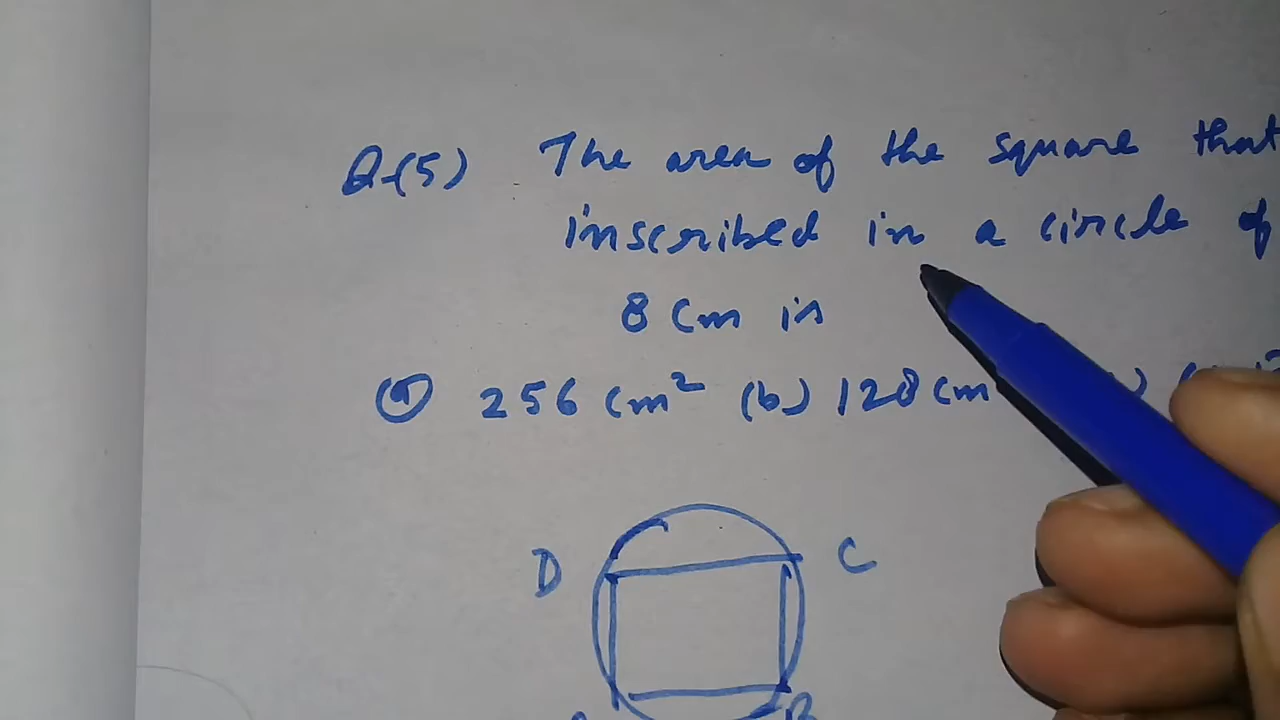 Q.(5) The area of the square that
inscribed in a circle of
8 cm is
(a) 256 cm² (b) 128 cm
D C
B